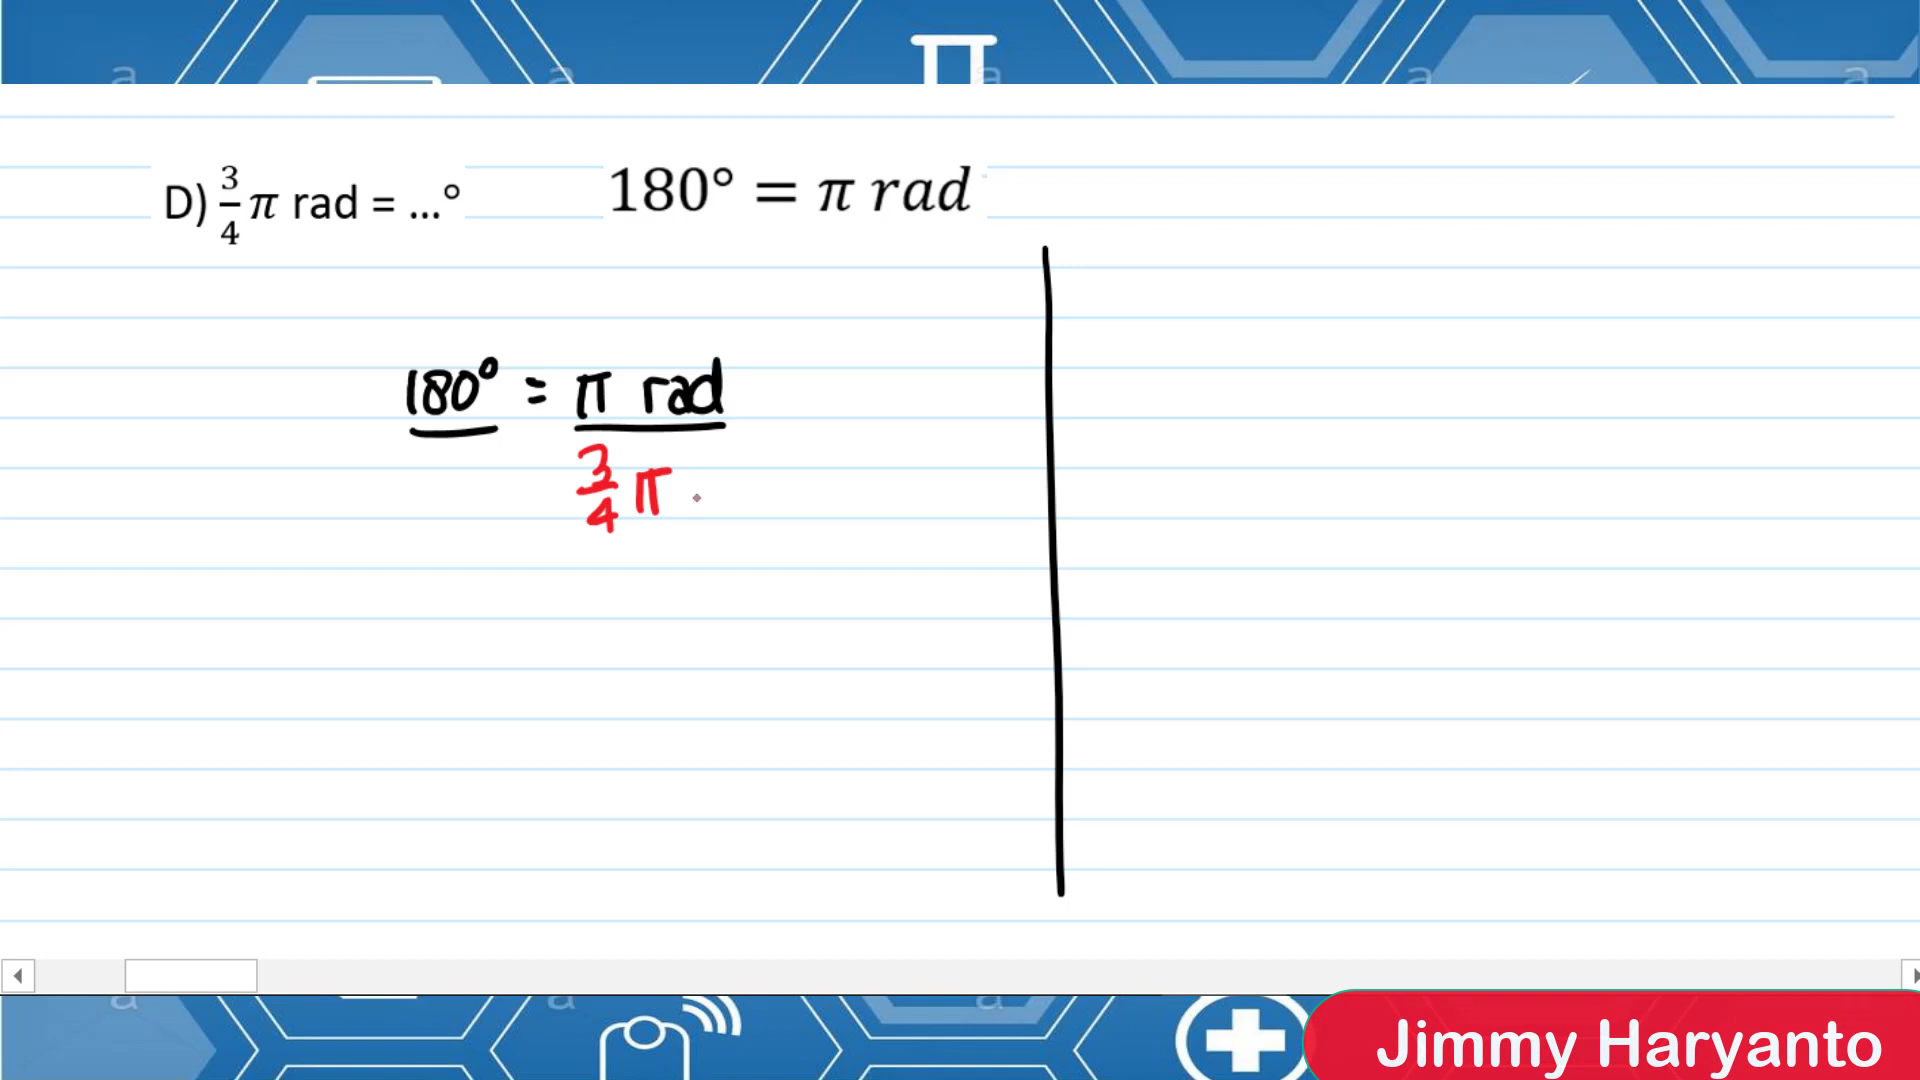 D) 3/4 π rad = ...°
180° = π rad
180° = π rad
3/4 π
Jimmy Haryanto
a a a a a
a a a